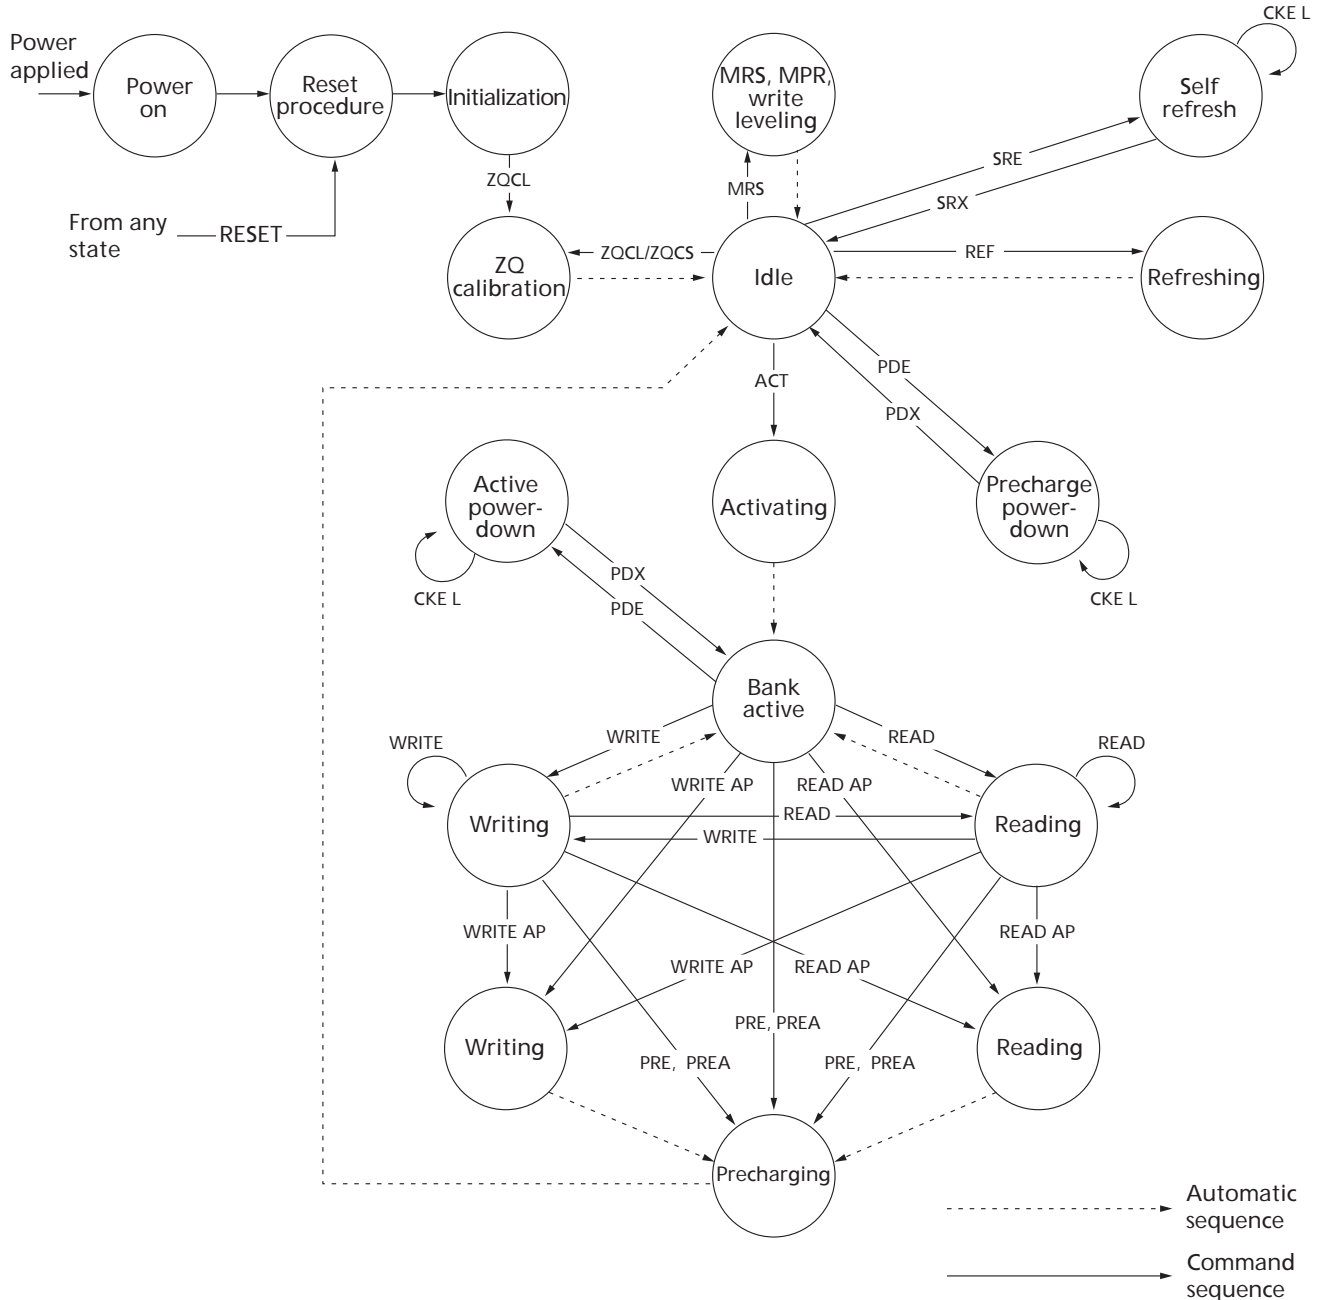 CKE L
Power
applied
Power
on
Reset
procedure
Initialization
MRS, MPR,
write
leveling
Self
refresh
ZQCL
MRS
SRE
SRX
From any
state
RESET
ZQ
calibration
ZQCL/ZQCS
Idle
REF
Refreshing
ACT
PDE
PDX
Active
power-
down
Activating
Precharge
power-
down
CKE L
PDX
PDE
CKE L
Bank
active
WRITE
WRITE
READ
READ
WRITE AP
READ AP
Writing
READ
WRITE
Reading
WRITE AP
READ AP
WRITE AP
READ AP
PRE, PREA
Writing
PRE, PREA
PRE, PREA
Reading
Precharging
Automatic
sequence
Command
sequence